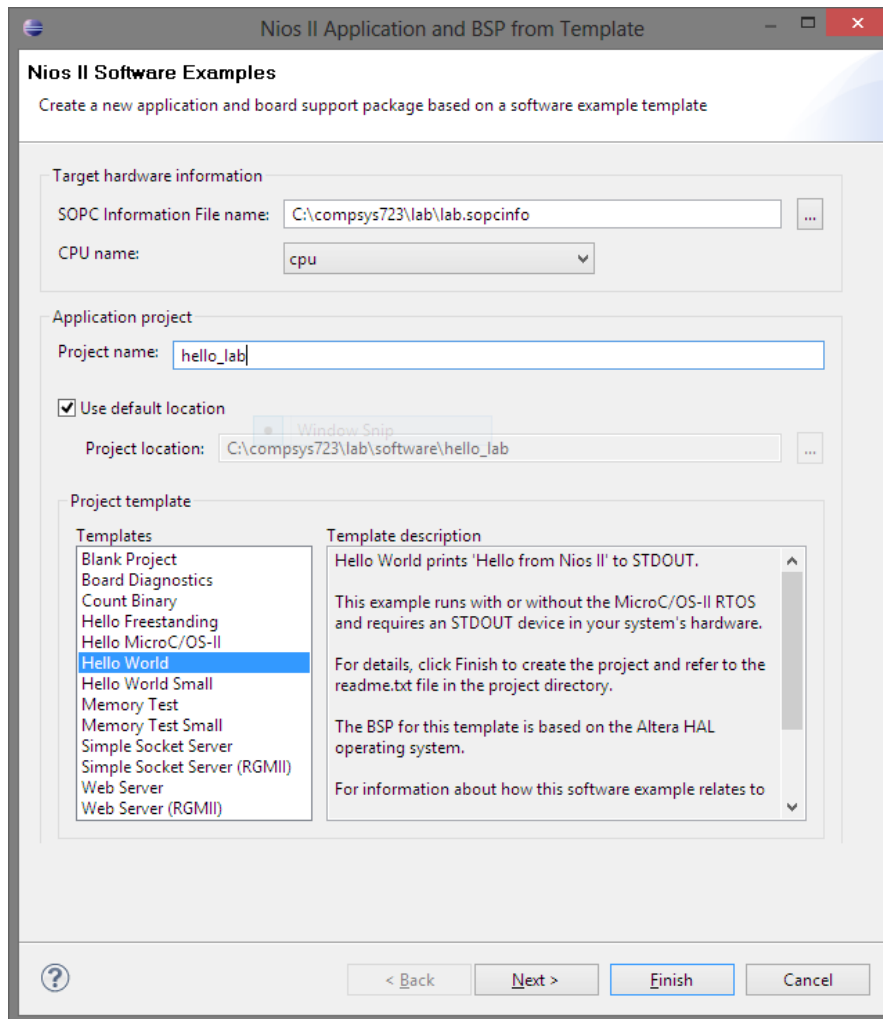 Nios II Application and BSP from Template
Nios II Software Examples
Create a new application and board support package based on a software example template
Target hardware information
SOPC Information File name: C:\compsys723\lab\lab.sopcinfo ...
CPU name: cpu
Application project
Project name: hello_lab
Use default location
Window Snip
Project location: C:\compsys723\lab\software\hello_lab ...
Project template
Templates
Blank Project
Board Diagnostics
Count Binary
Hello Freestanding
Hello MicroC/OS-II
Hello World
Hello World Small
Memory Test
Memory Test Small
Simple Socket Server
Simple Socket Server (RGMII)
Web Server
Web Server (RGMII)
Template description
Hello World prints 'Hello from Nios II' to STDOUT.
This example runs with or without the MicroC/OS-II RTOS
and requires an STDOUT device in your system's hardware.
For details, click Finish to create the project and refer to the
readme.txt file in the project directory.
The BSP for this template is based on the Altera HAL
operating system.
For information about how this software example relates to
? < Back Next > Finish Cancel